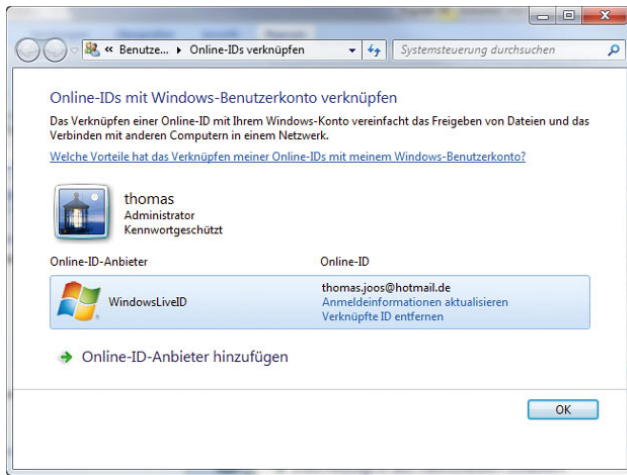 « Benutze... ▸ Online-IDs verknüpfen
Systemsteuerung durchsuchen
Online-IDs mit Windows-Benutzerkonto verknüpfen
Das Verknüpfen einer Online-ID mit Ihrem Windows-Konto vereinfacht das Freigeben von Dateien und das
Verbinden mit anderen Computern in einem Netzwerk.
Welche Vorteile hat das Verknüpfen meiner Online-IDs mit meinem Windows-Benutzerkonto?
thomas
Administrator
Kennwortgeschützt
Online-ID-Anbieter Online-ID
WindowsLiveID
thomas.joos@hotmail.de
Anmeldeinformationen aktualisieren
Verknüpfte ID entfernen
Online-ID-Anbieter hinzufügen
OK